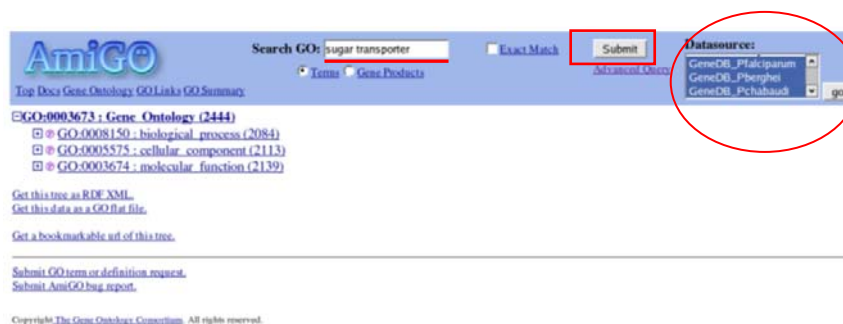 AmiGO
Search GO: sugar transporter Exact Match Submit Datasource:
Terms Gene Products Advanced Query
GeneDB_Pfalciparum
GeneDB_Pberghei
GeneDB_Pchabaudi go
Top Docs Gene Ontology GO Links GO Summary
GO:0003673 : Gene_Ontology (2444)
GO:0008150 : biological_process (2084)
GO:0005575 : cellular_component (2113)
GO:0003674 : molecular_function (2139)
Get this tree as RDF XML.
Get this data as a GO flat file.
Get a bookmarkable url of this tree.
Submit GO term or definition request.
Submit AmiGO bug report.
Copyright The Gene Ontology Consortium. All rights reserved.